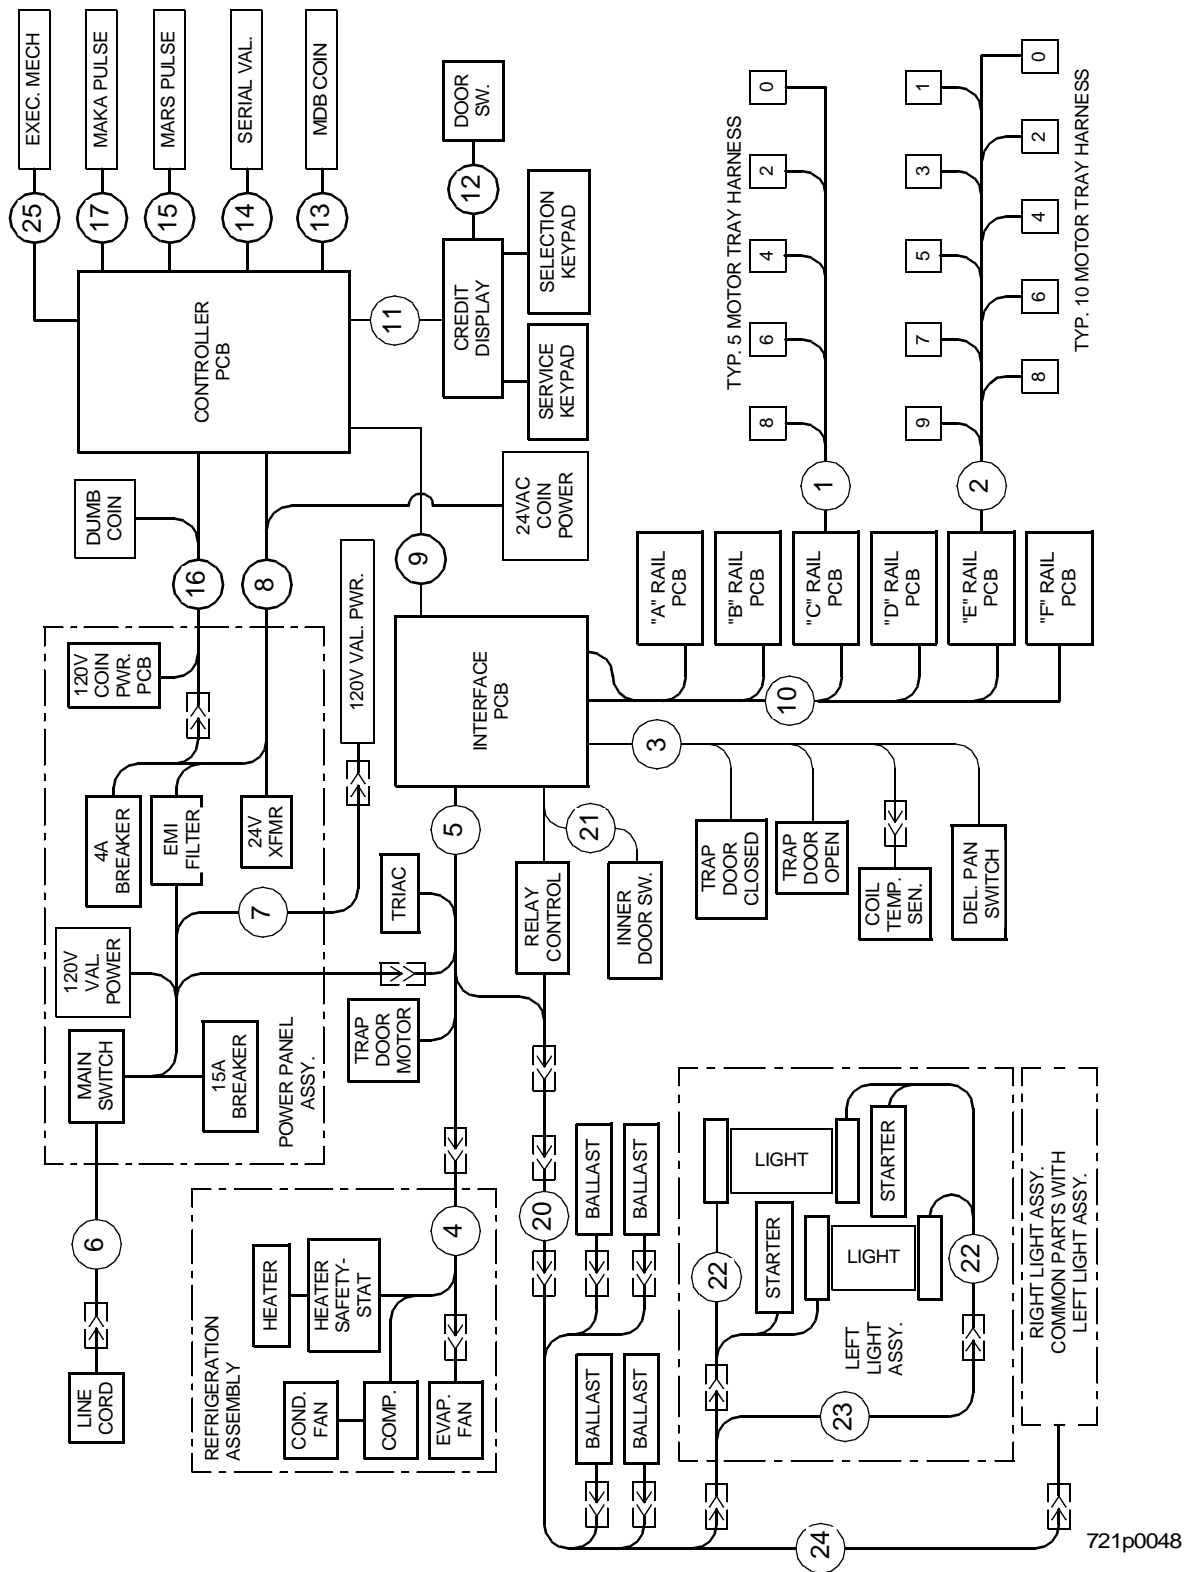 EXEC. MECH
MAKA PULSE
MARS PULSE
SERIAL VAL.
MDB COIN
25
17
15
14
13
DOOR
SW.
12
CONTROLLER
PCB
11
CREDIT
DISPLAY
SELECTION
KEYPAD
SERVICE
KEYPAD
DUMB
COIN
16
8
9
24VAC
COIN
POWER
120V VAL. PWR.
120V
COIN
PWR.
PCB
4A
BREAKER
EMI
FILTER
24V
XFMR
7
120V
VAL.
POWER
MAIN
SWITCH
15A
BREAKER
POWER PANEL
ASSY.
6
LINE
CORD
INTERFACE
PCB
5
TRIAC
TRAP
DOOR
MOTOR
RELAY
CONTROL
21
INNER
DOOR SW.
3
TRAP
DOOR
CLOSED
TRAP
DOOR
OPEN
COIL
TEMP.
SEN.
DEL. PAN
SWITCH
10
"A" RAIL
PCB
"B" RAIL
PCB
"C" RAIL
PCB
"D" RAIL
PCB
"E" RAIL
PCB
"F" RAIL
PCB
1
8
6
4
2
0
TYP. 5 MOTOR TRAY HARNESS
2
9
7
5
3
1
8
6
4
2
0
TYP. 10 MOTOR TRAY HARNESS
REFRIGERATION
ASSEMBLY
HEATER
HEATER
SAFETY-
STAT
COND.
FAN
COMP.
EVAP.
FAN
4
20
BALLAST
BALLAST
BALLAST
BALLAST
22
LIGHT
STARTER
STARTER
LIGHT
22
LEFT
LIGHT
ASSY.
23
24
RIGHT LIGHT ASSY.
COMMON PARTS WITH
LEFT LIGHT ASSY.
721p0048